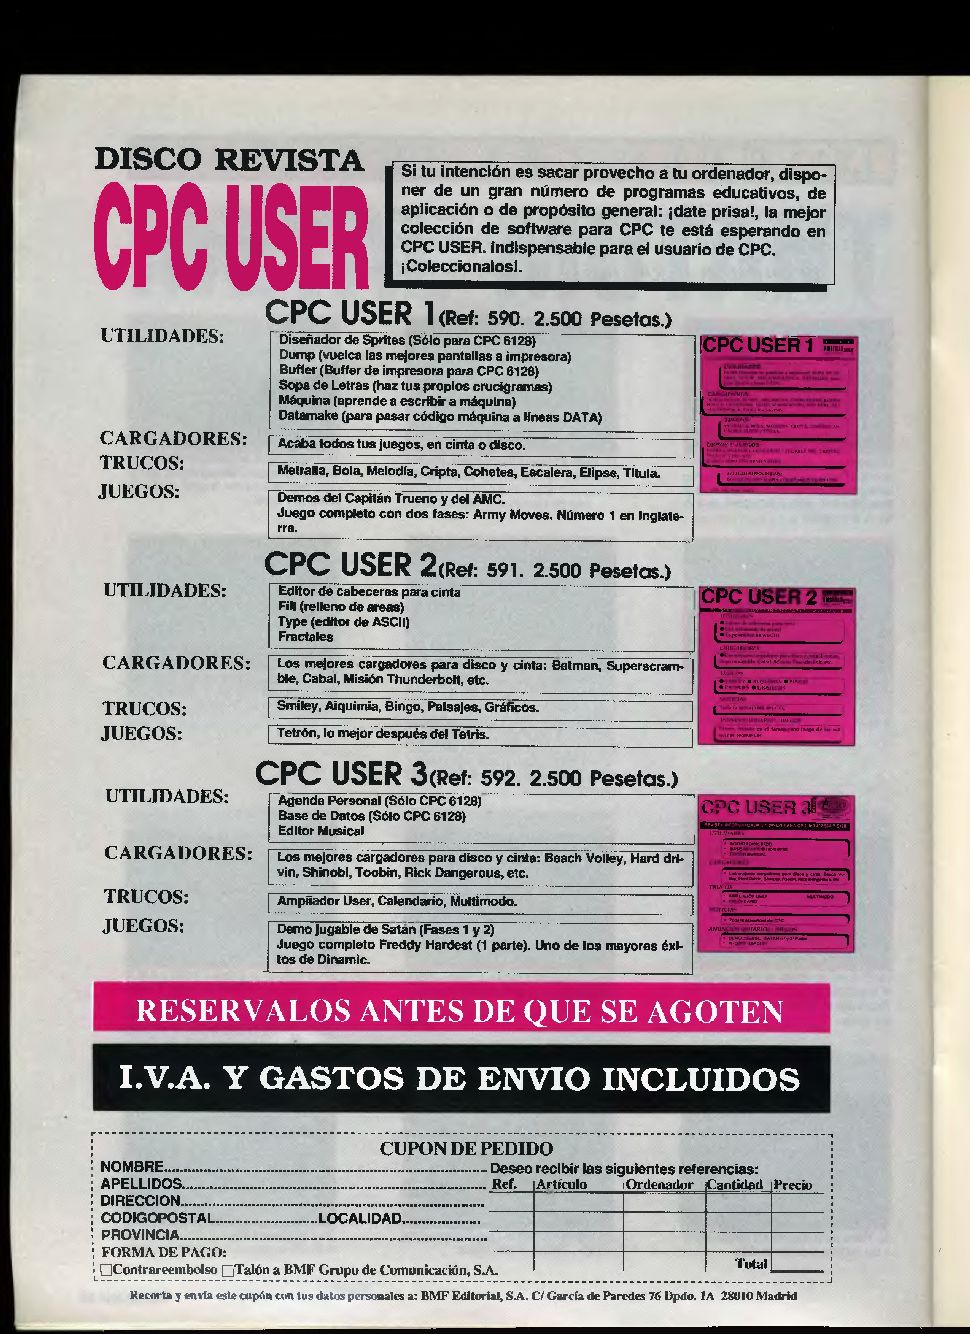 DISCO REVISTA
CPC USER
Si tu intención es sacar provecho a tu ordenador, dispo-
ner de un gran número de programas educativos, de
aplicación o de propósito general: ¡date prisa!, la mejor
colección de software para CPC te está esperando en
CPC USER. Indispensable para el usuario de CPC.
¡Coleccionalos!.
CPC USER 1 (Ref: 590. 2.500 Pesetas.)
UTILIDADES:
Diseñador de Sprites (Sólo para CPC 6128)
Dump (vuelca las mejores pantallas a impresora)
Buffer (Buffer de impresora para CPC 6128)
Sopa de Letras (haz tus propios crucigramas)
Máquina (aprende a escribir a máquina)
Datamake (para pasar código máquina a líneas DATA)
CARGADORES:
Acaba todos tus juegos, en cinta o disco.
TRUCOS:
Metralla, Bola, Melodía, Cripta, Cohetes, Escalera, Elipse, Titula.
JUEGOS:
Demos del Capitán Trueno y del AMC.
Juego completo con dos fases: Army Moves. Número 1 en Inglate-
rra.
CPC USER 1
CPC USER 2 (Ref: 591. 2.500 Pesetas.)
UTILIDADES:
Editor de cabeceras para cinta
Fill (relleno de areas)
Type (editor de ASCII)
Fractales
CARGADORES:
Los mejores cargadores para disco y cinta: Batman, Superscram-
ble, Cabal, Misión Thunderbolt, etc.
TRUCOS:
Smiley, Alquimia, Bingo, Paisajes, Gráficos.
JUEGOS:
Tetrón, lo mejor después del Tetris.
CPC USER 2
CPC USER 3 (Ref: 592. 2.500 Pesetas.)
UTILIDADES:
Agenda Personal (Sólo CPC 6128)
Base de Datos (Sólo CPC 6128)
Editor Musical
CARGADORES:
Los mejores cargadores para disco y cinta: Beach Volley, Hard dri-
vin, Shinobi, Toobin, Rick Dangerous, etc.
TRUCOS:
Ampliador User, Calendario, Multimodo.
JUEGOS:
Demo jugable de Satán (Fases 1 y 2)
Juego completo Freddy Hardest (1 parte). Uno de los mayores éxi-
tos de Dinamic.
CPC USER 3
RESERVALOS ANTES DE QUE SE AGOTEN
I.V.A. Y GASTOS DE ENVIO INCLUIDOS
CUPON DE PEDIDO
NOMBRE
APELLIDOS
DIRECCION
CODIGO POSTAL LOCALIDAD
PROVINCIA
FORMA DE PAGO:
Contrareembolso Talón a BMF Grupo de Comunicación, S.A.
Deseo recibir las siguientes referencias:
Ref. Artículo Ordenador Cantidad Precio
Total
Recorta y envía este cupón con tus datos personales a: BMF Editorial, S.A. C/ García de Paredes 76 Dpdo. 1A 28010 Madrid